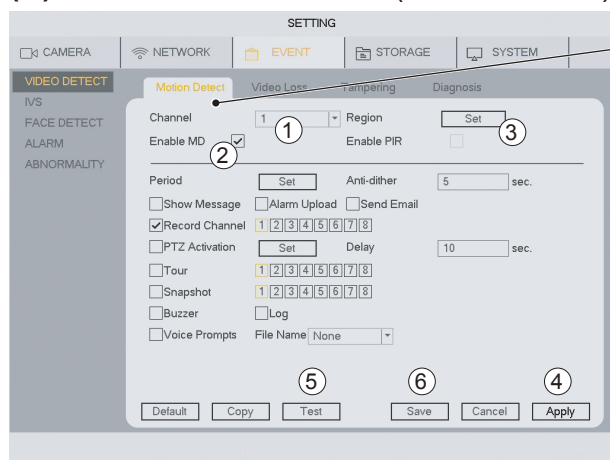 SETTING
CAMERA NETWORK EVENT STORAGE SYSTEM
VIDEO DETECT
IVS
FACE DETECT
ALARM
ABNORMALITY
Motion Detect Video Loss Tampering Diagnosis
Channel 1 ① Region Set ③
Enable MD ② Enable PIR
Period Set Anti-dither 5 sec.
Show Message Alarm Upload Send Email
Record Channel 1 2 3 4 5 6 7 8
PTZ Activation Set Delay 10 sec.
Tour 1 2 3 4 5 6 7 8
Snapshot 1 2 3 4 5 6 7 8
Buzzer Log
Voice Prompts File Name None
⑤ ⑥ ④
Default Copy Test Save Cancel Apply